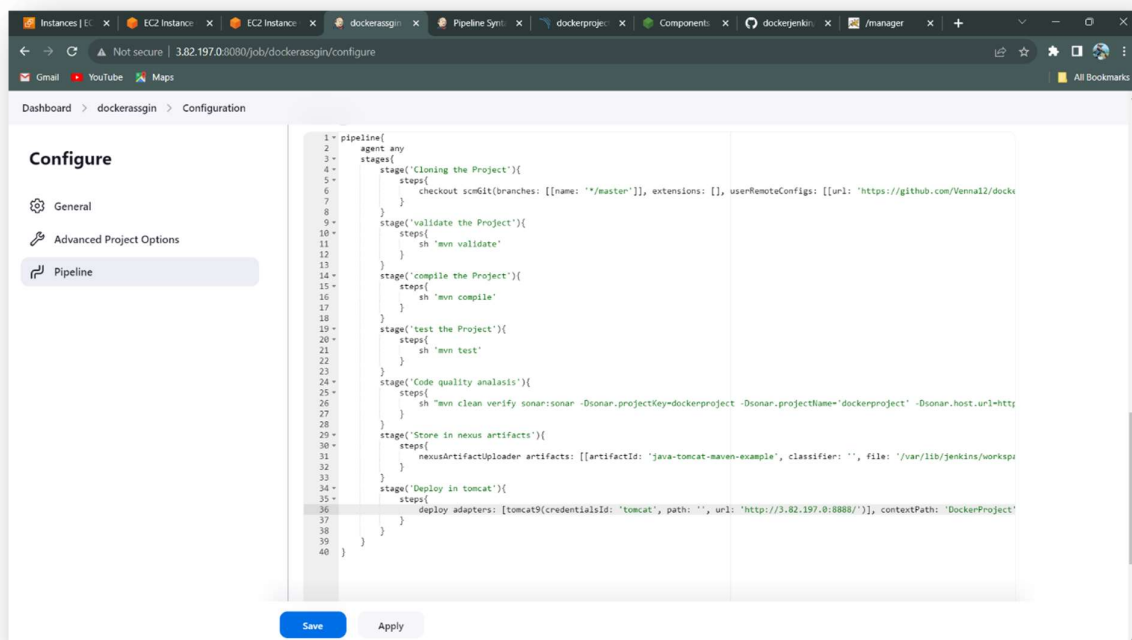 Instances | EC
EC2 Instance
EC2 Instance
dockerassgin
Pipeline Synta
dockerproject
Components
dockerjenkin
/manager
Not secure | 3.82.197.0:8080/job/dockerassgin/configure
Gmail
YouTube
Maps
All Bookmarks
Dashboard > dockerassgin > Configuration
Configure
General
Advanced Project Options
Pipeline
1 pipeline{
2 agent any
3 stages{
4 stage('Cloning the Project'){
5 steps{
6 checkout scmGit(branches: [[name: '*/master']], extensions: [], userRemoteConfigs: [[url: 'https://github.com/Venna12/docke
7 }
8 }
9 stage('validate the Project'){
10 steps{
11 sh 'mvn validate'
12 }
13 }
14 stage('compile the Project'){
15 steps{
16 sh 'mvn compile'
17 }
18 }
19 stage('test the Project'){
20 steps{
21 sh 'mvn test'
22 }
23 }
24 stage('Code quality analasis'){
25 steps{
26 sh "mvn clean verify sonar:sonar -Dsonar.projectKey=dockerproject -Dsonar.projectName='dockerproject' -Dsonar.host.url=http
27 }
28 }
29 stage('Store in nexus artifacts'){
30 steps{
31 nexusArtifactUploader artifacts: [[artifactId: 'java-tomcat-maven-example', classifier: '', file: '/var/lib/jenkins/workspa
32 }
33 }
34 stage('Deploy in tomcat'){
35 steps{
36 deploy adapters: [tomcat9(credentialsId: 'tomcat', path: '', url: 'http://3.82.197.0:8888/')], contextPath: 'DockerProject'
37 }
38 }
39 }
40 }
Save
Apply